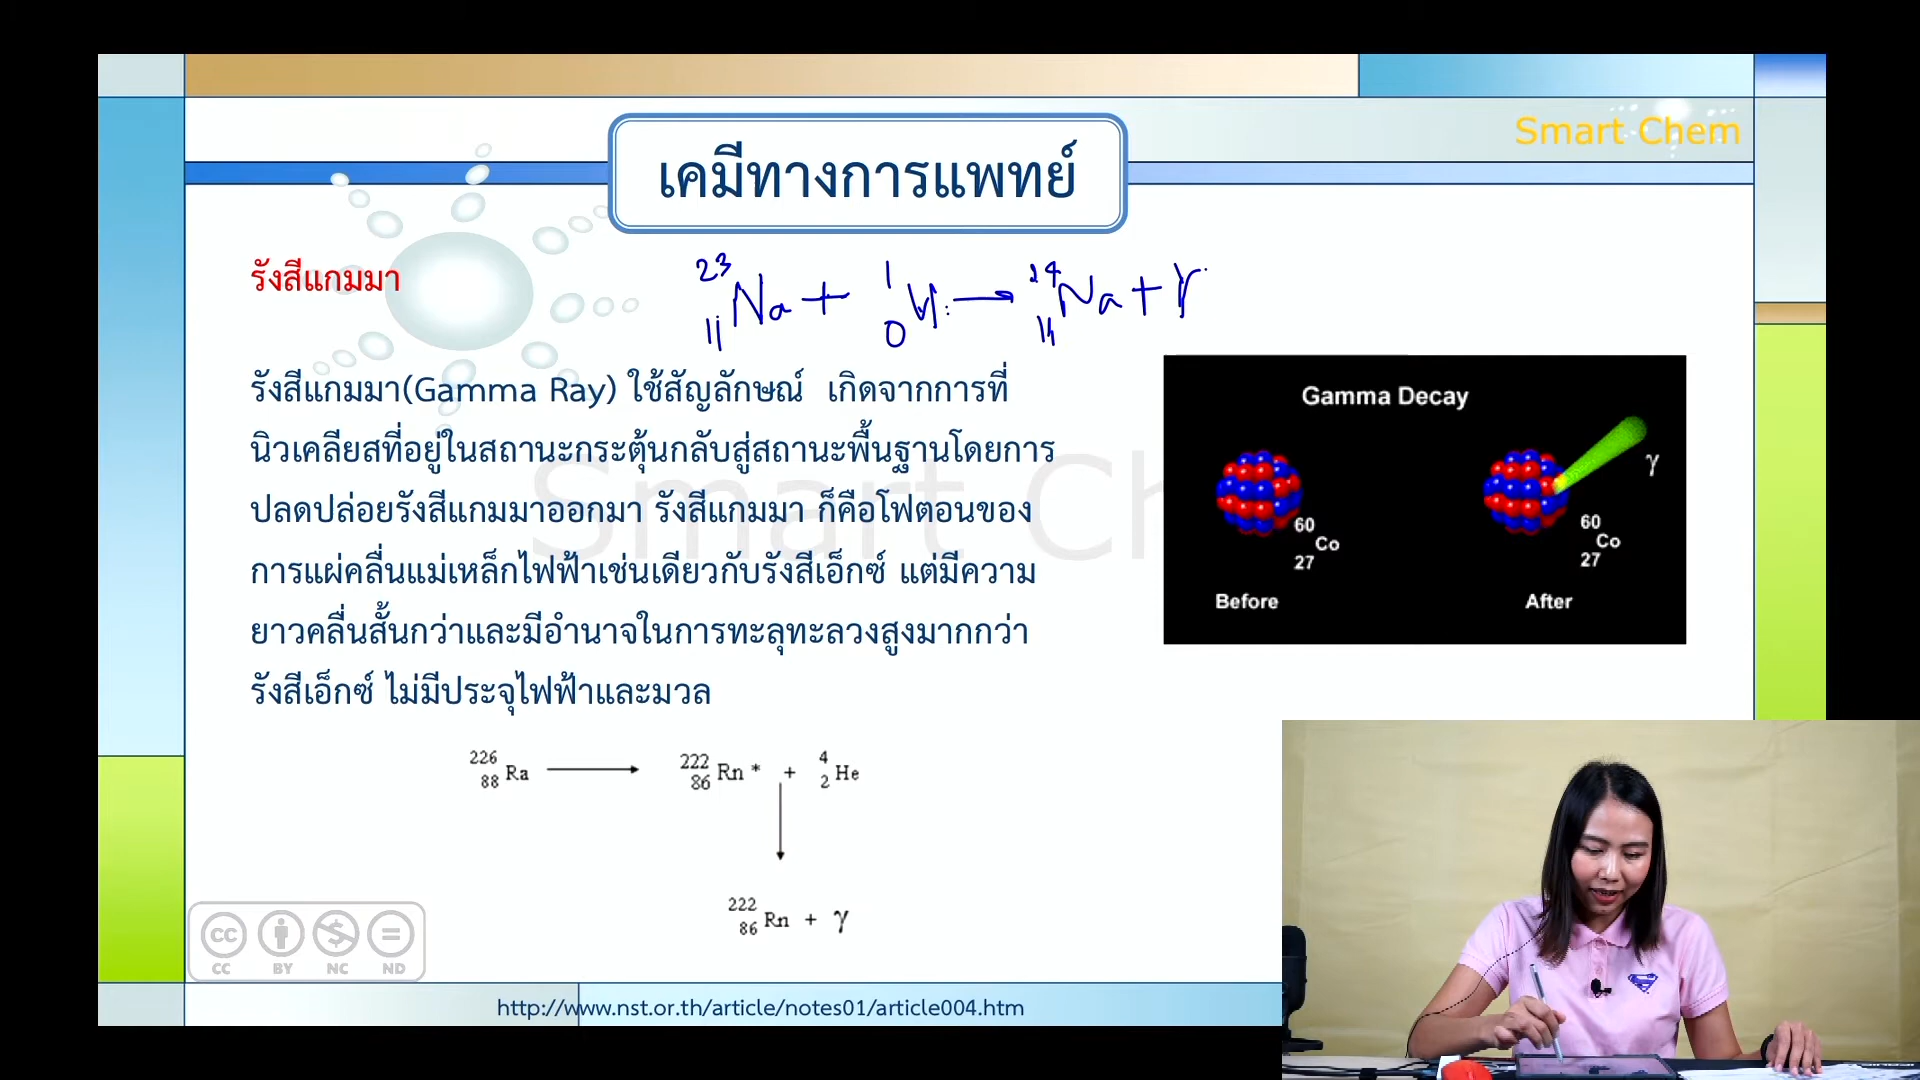 Smart Chem
เคมีทางการแพทย์
รังสีแกมมา
23 11 Na + 1 0 n → 24 11 Na + γ
รังสีแกมมา(Gamma Ray) ใช้สัญลักษณ์ เกิดจากการที่
นิวเคลียสที่อยู่ในสถานะกระตุ้นกลับสู่สถานะพื้นฐานโดยการ
ปลดปล่อยรังสีแกมมาออกมา รังสีแกมมา ก็คือโฟตอนของ
การแผ่คลื่นแม่เหล็กไฟฟ้าเช่นเดียวกับรังสีเอ็กซ์ แต่มีความ
ยาวคลื่นสั้นกว่าและมีอำนาจในการทะลุทะลวงสูงมากกว่า
รังสีเอ็กซ์ ไม่มีประจุไฟฟ้าและมวล
Smart Ch
Gamma Decay
γ
60 27 Co
60 27 Co
Before After
226 88 Ra → 222 86 Rn * + 4 2 He
222 86 Rn + γ
CC BY NC ND
http://www.nst.or.th/article/notes01/article004.htm